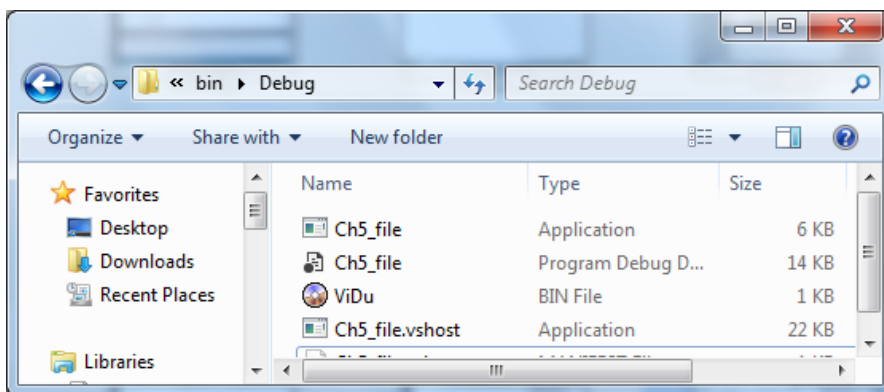 « bin ▸ Debug Search Debug
Organize Share with New folder
Favorites
Desktop
Downloads
Recent Places
Libraries
Name Type Size
Ch5_file Application 6 KB
Ch5_file Program Debug D... 14 KB
ViDu BIN File 1 KB
Ch5_file.vshost Application 22 KB